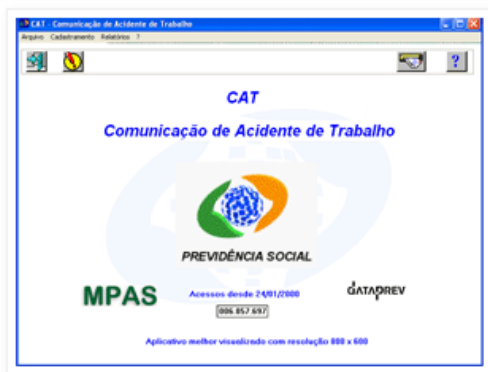 CAT - Comunicação de Acidente de Trabalho
Arquivo Cadastramento Relatórios ?
CAT
Comunicação de Acidente de Trabalho
PREVIDÊNCIA SOCIAL
MPAS
Acessos desde 24/01/2000
DATAPREV
006.857.697
Aplicativo melhor visualizado com resolução 800 x 600